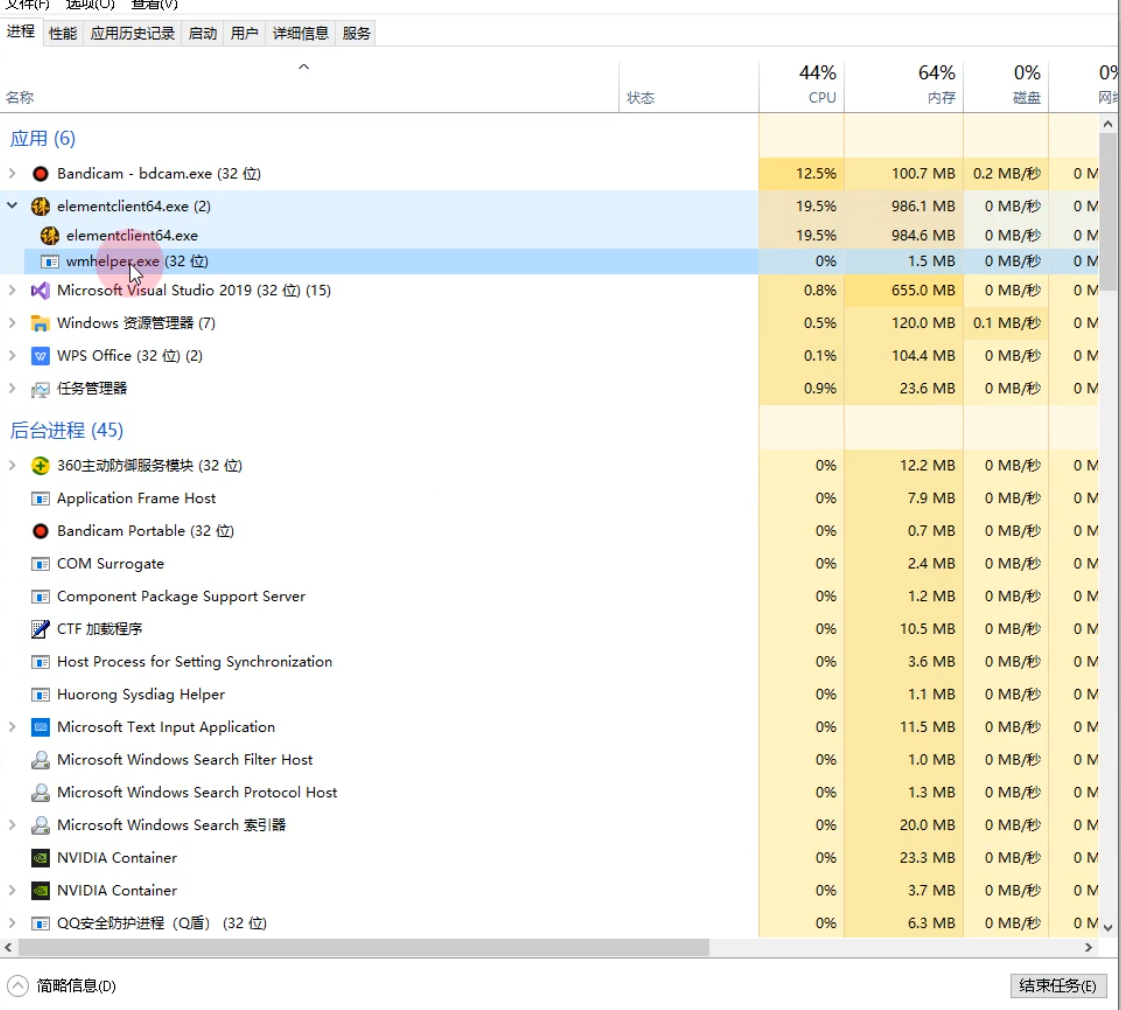 文件(F) 选项(O) 查看(V)
进程 性能 应用历史记录 启动 用户 详细信息 服务
44% 64% 0% 0%
名称 状态 CPU 内存 磁盘 网络
应用 (6)
Bandicam - bdcam.exe (32 位) 12.5% 100.7 MB 0.2 MB/秒 0 M
elementclient64.exe (2) 19.5% 986.1 MB 0 MB/秒 0 M
elementclient64.exe 19.5% 984.6 MB 0 MB/秒 0 M
wmhelper.exe (32 位) 0% 1.5 MB 0 MB/秒 0 M
Microsoft Visual Studio 2019 (32 位) (15) 0.8% 655.0 MB 0 MB/秒 0 M
Windows 资源管理器 (7) 0.5% 120.0 MB 0.1 MB/秒 0 M
WPS Office (32 位) (2) 0.1% 104.4 MB 0 MB/秒 0 M
任务管理器 0.9% 23.6 MB 0 MB/秒 0 M
后台进程 (45)
360主动防御服务模块 (32 位) 0% 12.2 MB 0 MB/秒 0 M
Application Frame Host 0% 7.9 MB 0 MB/秒 0 M
Bandicam Portable (32 位) 0% 0.7 MB 0 MB/秒 0 M
COM Surrogate 0% 2.4 MB 0 MB/秒 0 M
Component Package Support Server 0% 1.2 MB 0 MB/秒 0 M
CTF 加载程序 0% 10.5 MB 0 MB/秒 0 M
Host Process for Setting Synchronization 0% 3.6 MB 0 MB/秒 0 M
Huorong Sysdiag Helper 0% 1.1 MB 0 MB/秒 0 M
Microsoft Text Input Application 0% 11.5 MB 0 MB/秒 0 M
Microsoft Windows Search Filter Host 0% 1.0 MB 0 MB/秒 0 M
Microsoft Windows Search Protocol Host 0% 1.3 MB 0 MB/秒 0 M
Microsoft Windows Search 索引器 0% 20.0 MB 0 MB/秒 0 M
NVIDIA Container 0% 23.3 MB 0 MB/秒 0 M
NVIDIA Container 0% 3.7 MB 0 MB/秒 0 M
QQ安全防护进程（Q盾） (32 位) 0% 6.3 MB 0 MB/秒 0 M
简略信息(D) 结束任务(E)